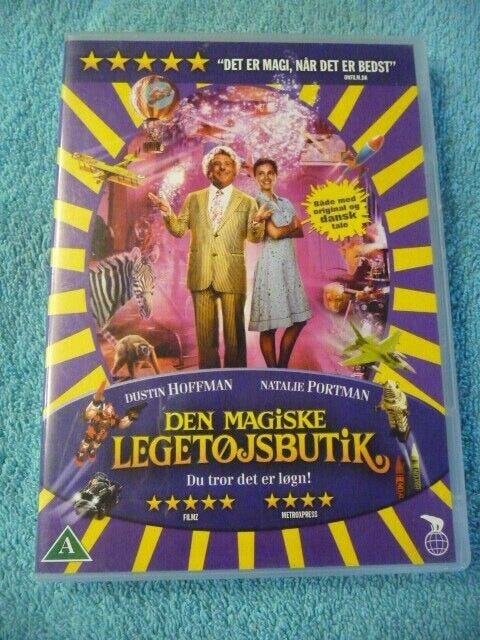 "DET ER MAGI, NÅR DET ER BEDST"
ONFILM.DK
Både med
original og
dansk
tale
DUSTIN HOFFMAN NATALIE PORTMAN
DEN MAGISKE
LEGETØJSBUTIK
Du tror det er løgn!
FILMZ
METROXPRESS
A